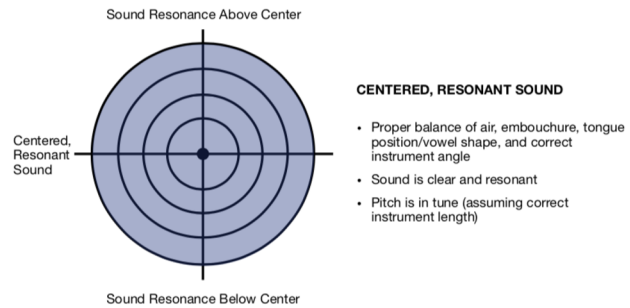 Sound Resonance Above Center
Centered,
Resonant
Sound
Sound Resonance Below Center
CENTERED, RESONANT SOUND
• Proper balance of air, embouchure, tongue
position/vowel shape, and correct
instrument angle
• Sound is clear and resonant
• Pitch is in tune (assuming correct
instrument length)